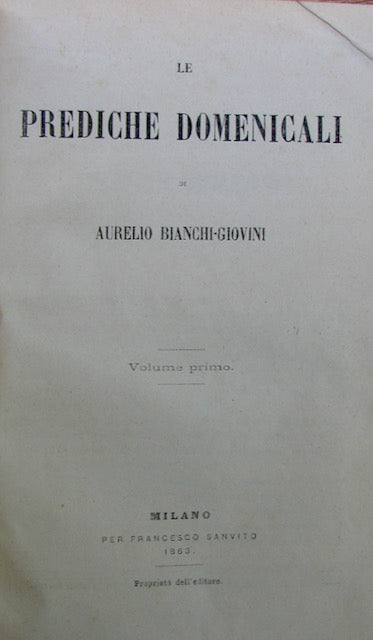 LE
PREDICHE DOMENICALI
DI
AURELIO BIANCHI-GIOVINI
Volume primo.
MILANO
PER FRANCESCO SANVITO
1863.
Proprietà dell'editore.